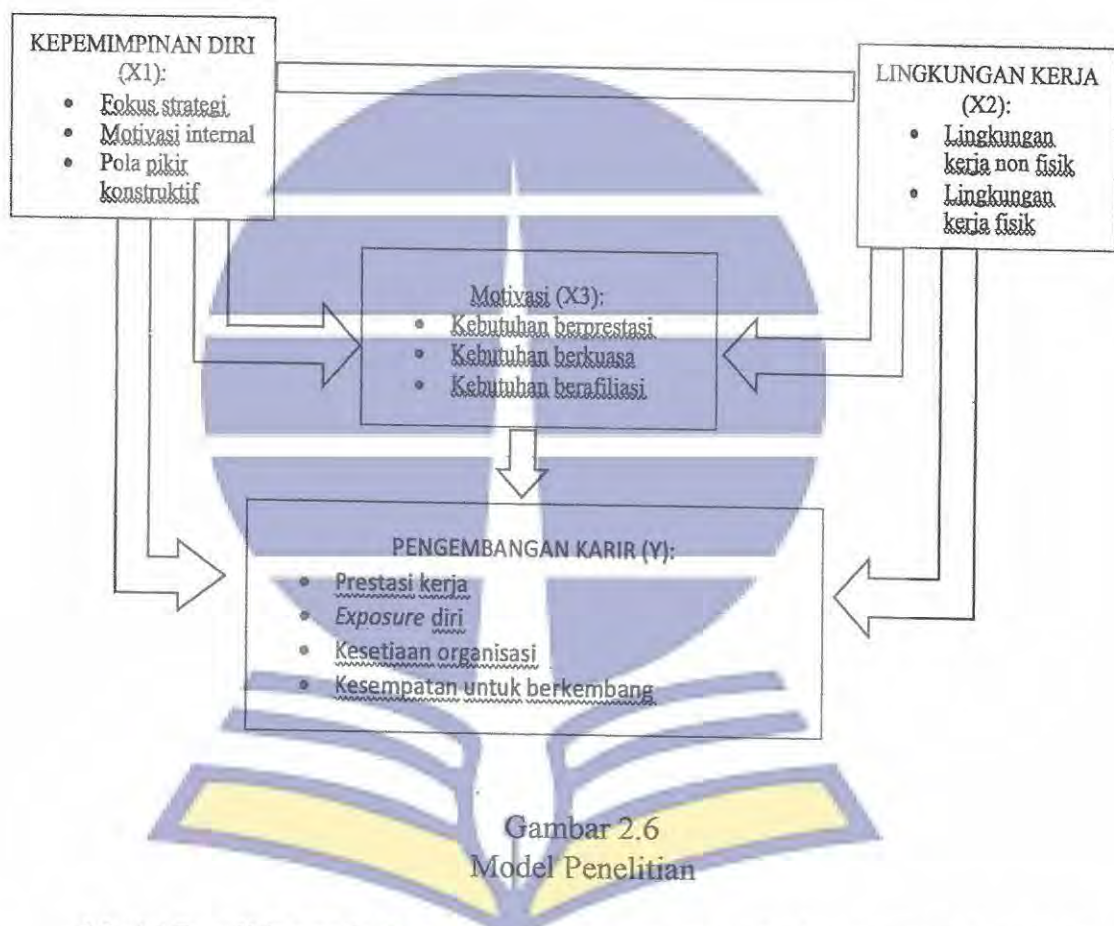 KEPEMIMPINAN DIRI
(X1):
• Fokus strategi
• Motivasi internal
• Pola pikir
konstruktif
LINGKUNGAN KERJA
(X2):
• Lingkungan
kerja non fisik
• Lingkungan
kerja fisik
Motivasi (X3):
• Kebutuhan berprestasi
• Kebutuhan berkuasa
• Kebutuhan berafiliasi
PENGEMBANGAN KARIR (Y):
• Prestasi kerja
• Exposure diri
• Kesetiaan organisasi
• Kesempatan untuk berkembang
Gambar 2.6
Model Penelitian